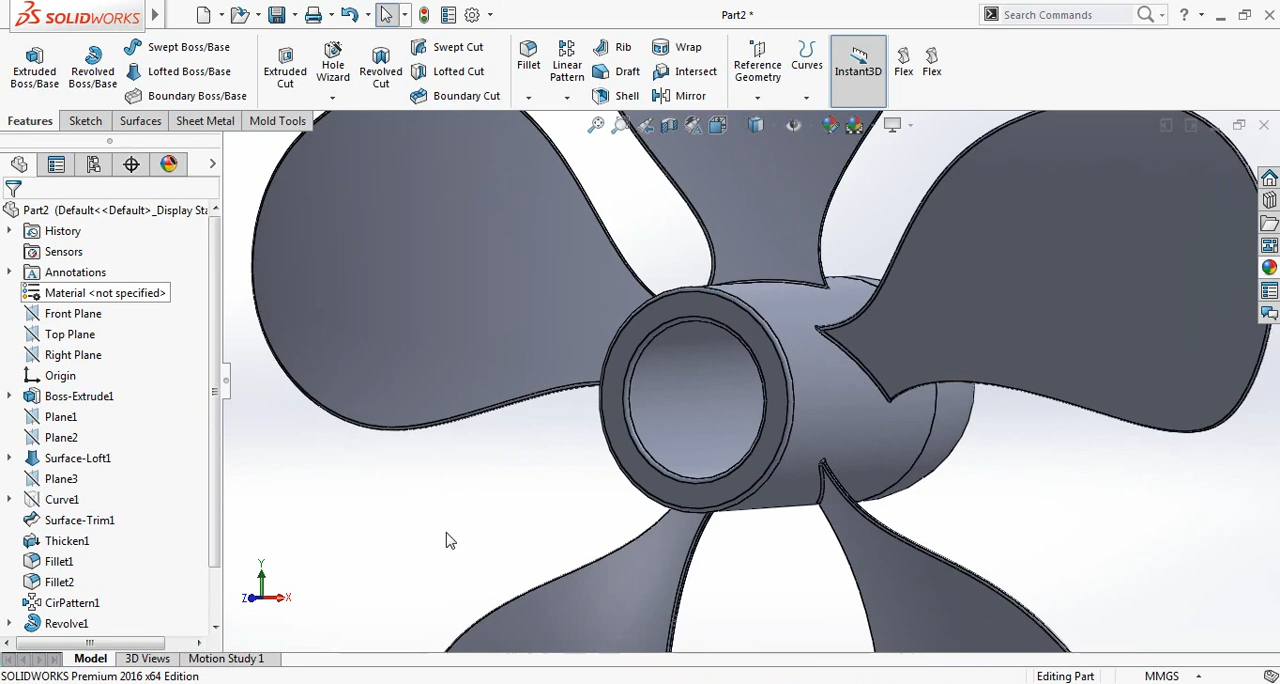 SOLIDWORKS
Part2 *
Search Commands
?
Extruded
Boss/Base
Revolved
Boss/Base
Swept Boss/Base
Lofted Boss/Base
Boundary Boss/Base
Extruded
Cut
Hole
Wizard
Revolved
Cut
Swept Cut
Lofted Cut
Boundary Cut
Fillet
Linear
Pattern
Rib
Draft
Shell
Wrap
Intersect
Mirror
Reference
Geometry
Curves
Instant3D
Flex
Flex
Features
Sketch
Surfaces
Sheet Metal
Mold Tools
Part2 (Default<<Default>_Display Sta
History
Sensors
Annotations
Material <not specified>
Front Plane
Top Plane
Right Plane
Origin
Boss-Extrude1
Plane1
Plane2
Surface-Loft1
Plane3
Curve1
Surface-Trim1
Thicken1
Fillet1
Fillet2
CirPattern1
Revolve1
Y
Z
X
Model
3D Views
Motion Study 1
SOLIDWORKS Premium 2016 x64 Edition
Editing Part
MMGS